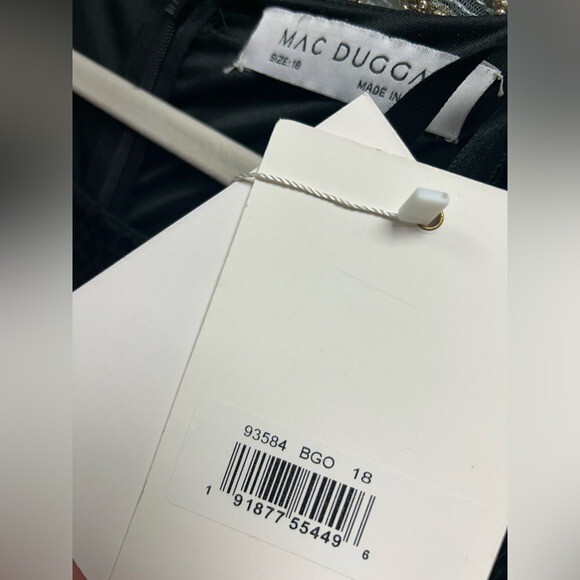 MAC DUGGA
SIZE: 18
MADE IN
93584 BGO 18
1 91877 55449 6